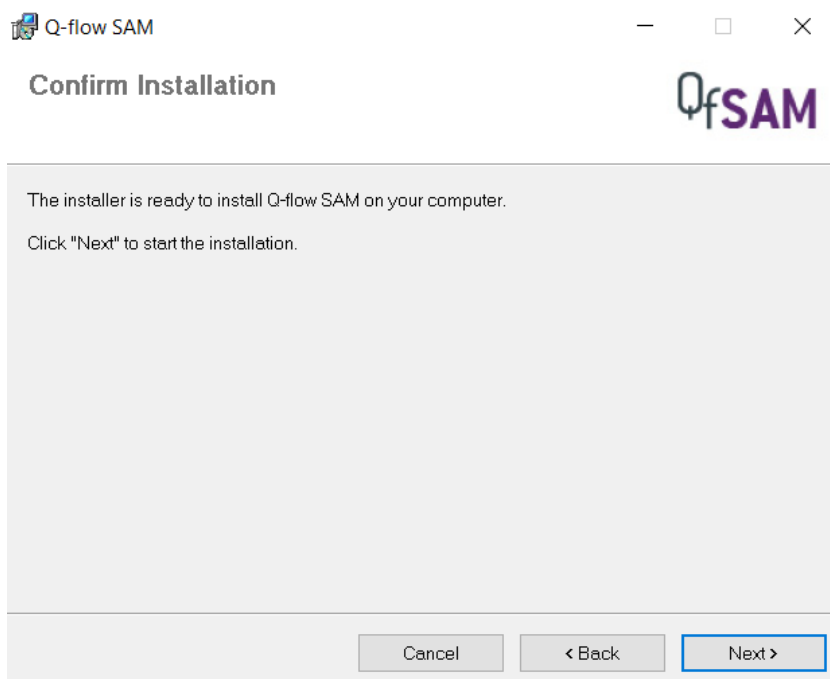 Q-flow SAM
Confirm Installation
QfSAM
The installer is ready to install Q-flow SAM on your computer.
Click "Next" to start the installation.
Cancel
< Back
Next >